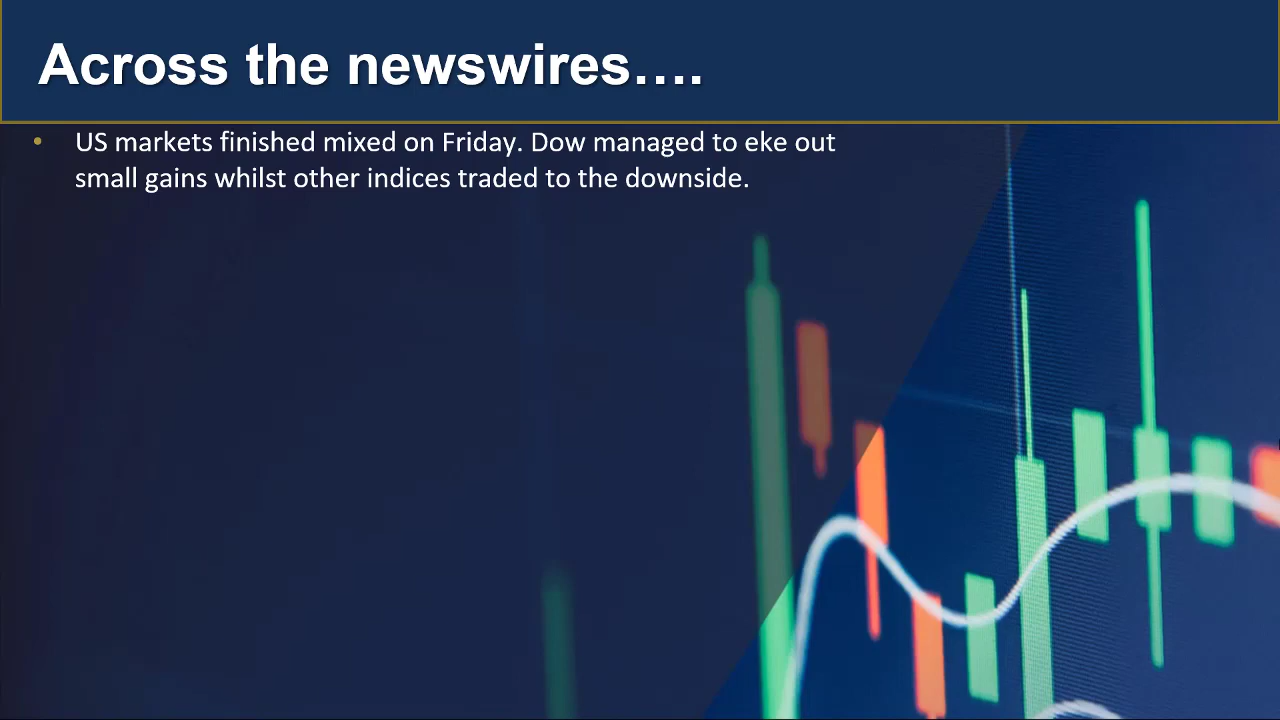 Across the newswires….
• US markets finished mixed on Friday. Dow managed to eke out
small gains whilst other indices traded to the downside.